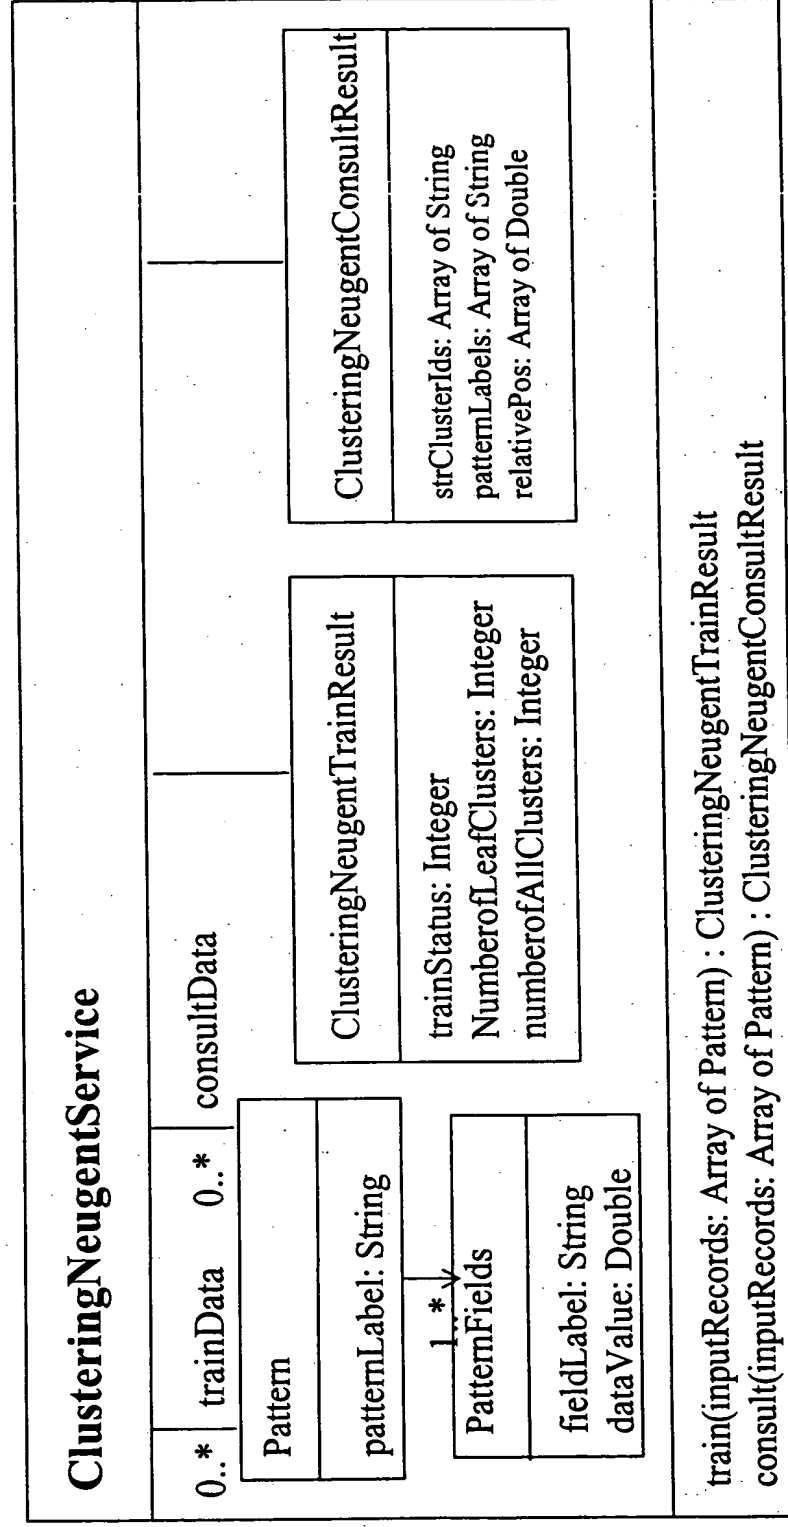 ClusteringNeugentService
0..* trainData 0..* consultData
Pattern
patternLabel: String
1..*
PatternFields
fieldLabel: String
dataValue: Double
ClusteringNeugentTrainResult
trainStatus: Integer
NumberofLeafClusters: Integer
numberofAllClusters: Integer
ClusteringNeugentConsultResult
strClusterIds: Array of String
patternLabels: Array of String
relativePos: Array of Double
train(inputRecords: Array of Pattern) : ClusteringNeugentTrainResult
consult(inputRecords: Array of Pattern) : ClusteringNeugentConsultResult